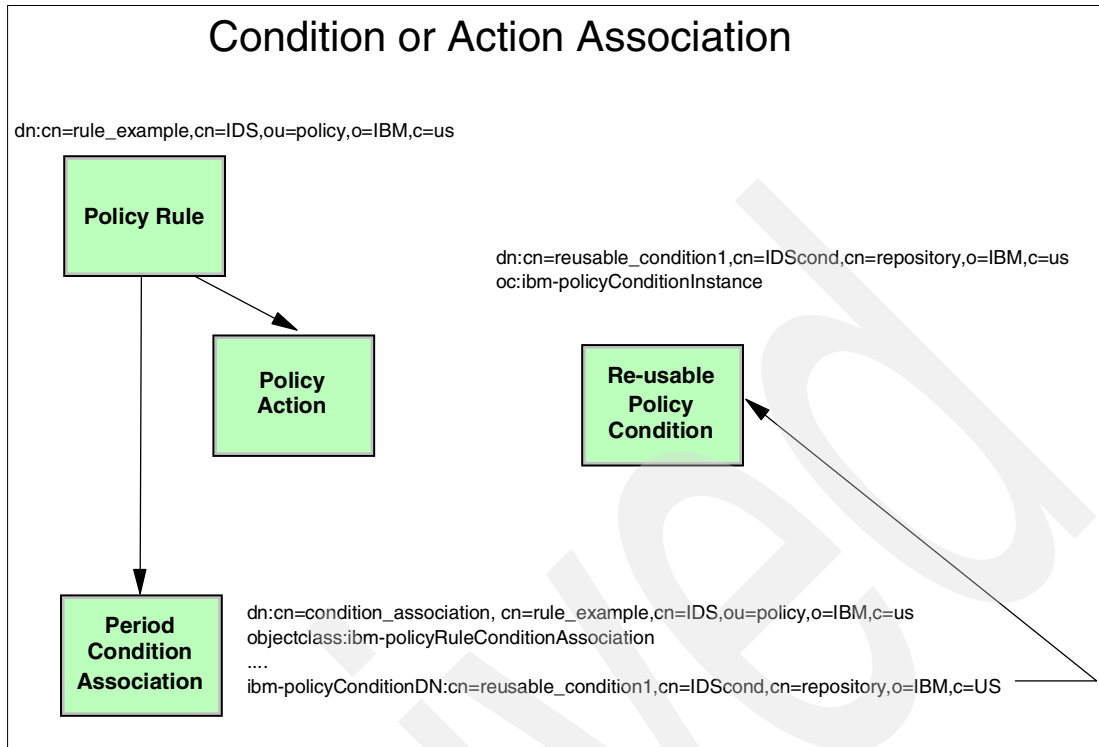 Condition or Action Association
dn:cn=rule_example,cn=IDS,ou=policy,o=IBM,c=us
Policy Rule
dn:cn=reusable_condition1,cn=IDScond,cn=repository,o=IBM,c=us
oc:ibm-policyConditionInstance
Policy
Action
Re-usable
Policy
Condition
Period
Condition
Association
dn:cn=condition_association, cn=rule_example,cn=IDS,ou=policy,o=IBM,c=us
objectclass:ibm-policyRuleConditionAssociation
....
ibm-policyConditionDN:cn=reusable_condition1,cn=IDScond,cn=repository,o=IBM,c=US
ived